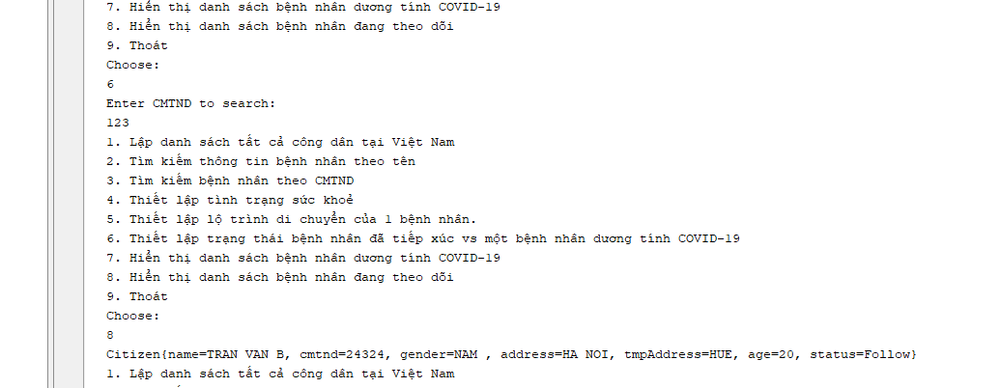 7. Hiển thị danh sách bệnh nhân dương tính COVID-19
8. Hiển thị danh sách bệnh nhân đang theo dõi
9. Thoát
Choose:
6
Enter CMTND to search:
123
1. Lập danh sách tất cả công dân tại Việt Nam
2. Tìm kiếm thông tin bệnh nhân theo tên
3. Tìm kiếm bệnh nhân theo CMTND
4. Thiết lập tình trạng sức khoẻ
5. Thiết lập lộ trình di chuyển của 1 bệnh nhân.
6. Thiết lập trạng thái bệnh nhân đã tiếp xúc vs một bệnh nhân dương tính COVID-19
7. Hiển thị danh sách bệnh nhân dương tính COVID-19
8. Hiển thị danh sách bệnh nhân đang theo dõi
9. Thoát
Choose:
8
Citizen{name=TRAN VAN B, cmtnd=24324, gender=NAM , address=HA NOI, tmpAddress=HUE, age=20, status=Follow}
1. Lập danh sách tất cả công dân tại Việt Nam